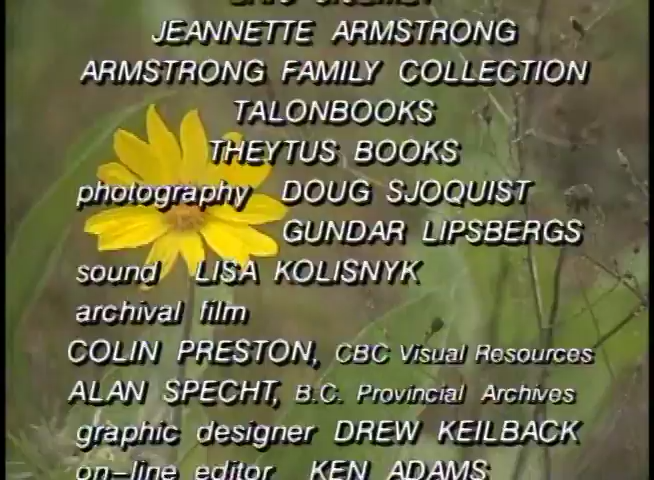 JEANNETTE ARMSTRONG
ARMSTRONG FAMILY COLLECTION
TALONBOOKS
THEYTUS BOOKS
photography DOUG SJOQUIST
GUNDAR LIPSBERGS
sound LISA KOLISNYK
archival film
COLIN PRESTON, CBC Visual Resources
ALAN SPECHT, B.C. Provincial Archives
graphic designer DREW KEILBACK
on-line editor KEN ADAMS